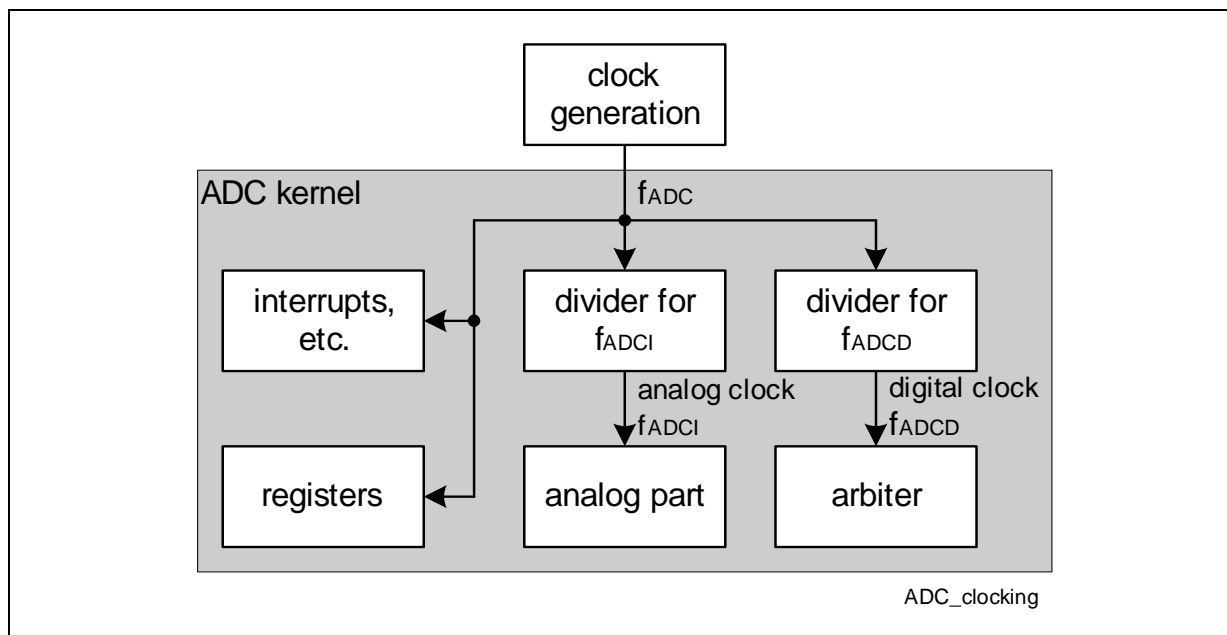 clock
generation
ADC kernel
fADC
interrupts,
etc.
divider for
fADCI
divider for
fADCD
analog clock
fADCI
digital clock
fADCD
registers
analog part
arbiter
ADC_clocking